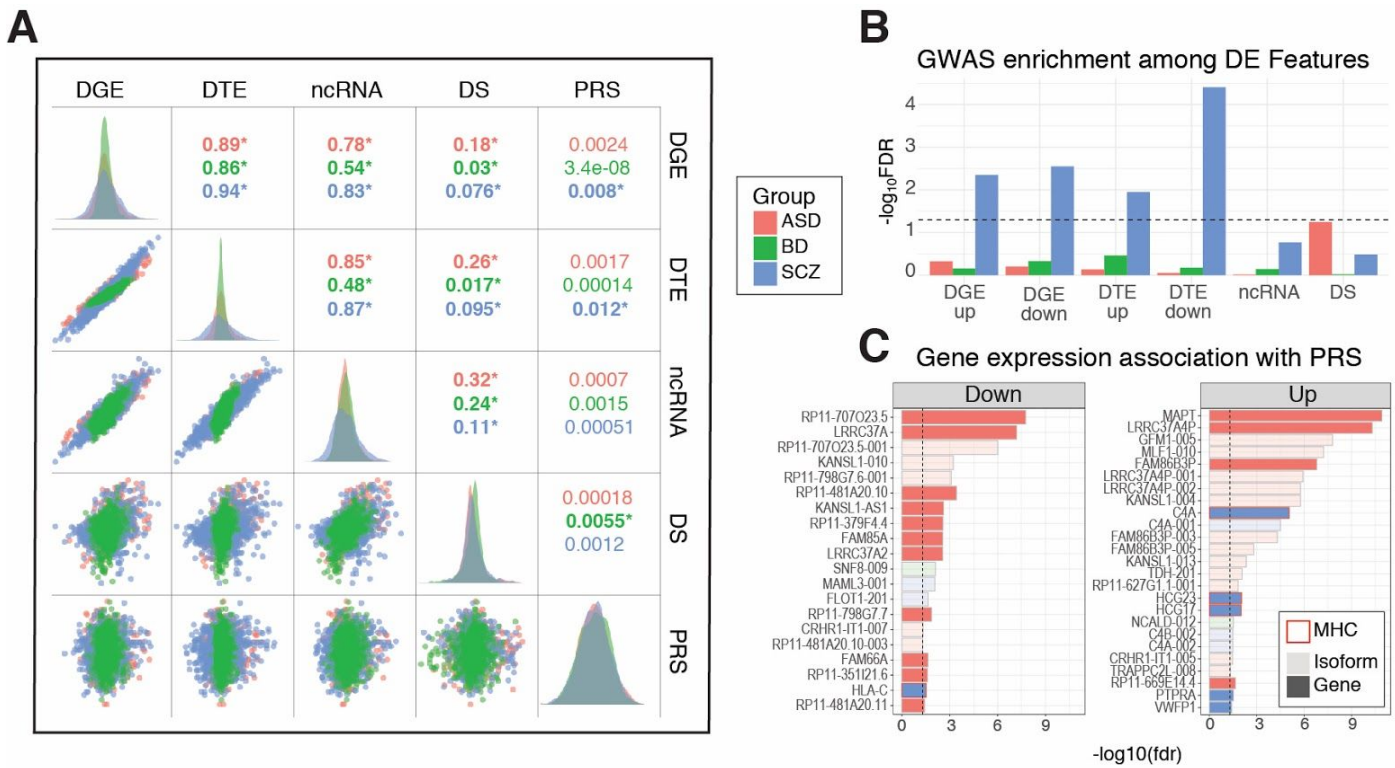 A
DGE DTE ncRNA DS PRS
0.89* 0.78* 0.18* 0.0024
0.86* 0.54* 0.03* 3.4e-08
0.94* 0.83* 0.076* 0.008*
DGE
0.85* 0.26* 0.0017
0.48* 0.017* 0.00014
0.87* 0.095* 0.012*
DTE
0.32* 0.0007
0.24* 0.0015
0.11* 0.00051
ncRNA
0.00018
0.0055*
0.0012
DS
PRS
B
GWAS enrichment among DE Features
Group
ASD
BD
SCZ
-log10FDR
4
3
2
1
0
DGE up
DGE down
DTE up
DTE down
ncRNA
DS
C
Gene expression association with PRS
Down
RP11-707O23.5
LRRC37A
RP11-707O23.5-001
KANSL1-010
RP11-798G7.6-001
RP11-481A20.10
KANSL1-AS1
RP11-379F4.4
FAM85A
LRRC37A2
SNF8-009
MAML3-001
FLOT1-201
RP11-798G7.7
CRHR1-IT1-007
RP11-481A20.10-003
FAM66A
RP11-351I21.6
HLA-C
RP11-481A20.11
0 3 6 9
Up
MAPT
LRRC37A4P
GFM1-005
MLF1-010
FAM86B3P
LRRC37A4P-001
LRRC37A4P-002
KANSL1-004
C4A
C4A-001
FAM86B3P-003
FAM86B3P-005
KANSL1-013
TDH-201
RP11-627G1.1-001
HCG23
HCG17
NCALD-012
C4B-002
C4A-002
CRHR1-IT1-005
TRAPPC2L-008
RP11-669E14.4
PTPRA
VWFP1
0 3 6 9
MHC
Isoform
Gene
-log10(fdr)